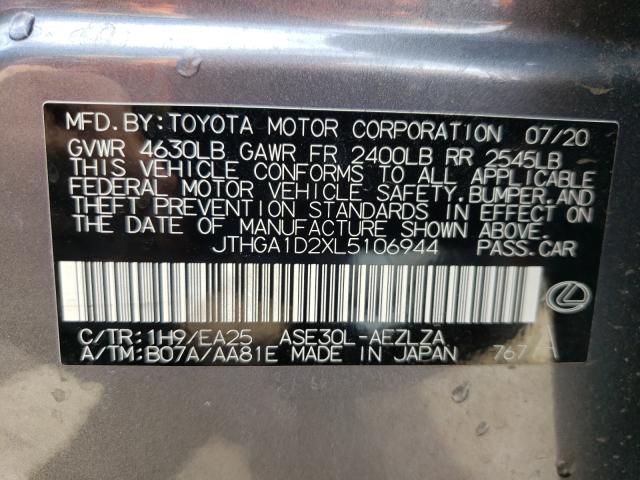 MFD. BY: TOYOTA MOTOR CORPORATION 07/20
GVWR 4630LB, GAWR FR 2400LB RR 2545LB
THIS VEHICLE CONFORMS TO ALL APPLICABLE
FEDERAL MOTOR VEHICLE SAFETY, BUMPER, AND
THEFT PREVENTION STANDARDS IN EFFECT ON
THE DATE OF MANUFACTURE SHOWN ABOVE.
JTHGA1D2XL5106944 PASS. CAR
C/TR: 1H9/EA25 ASE30L-AEZLZA
A/TM: B07A/AA81E MADE IN JAPAN 767 A